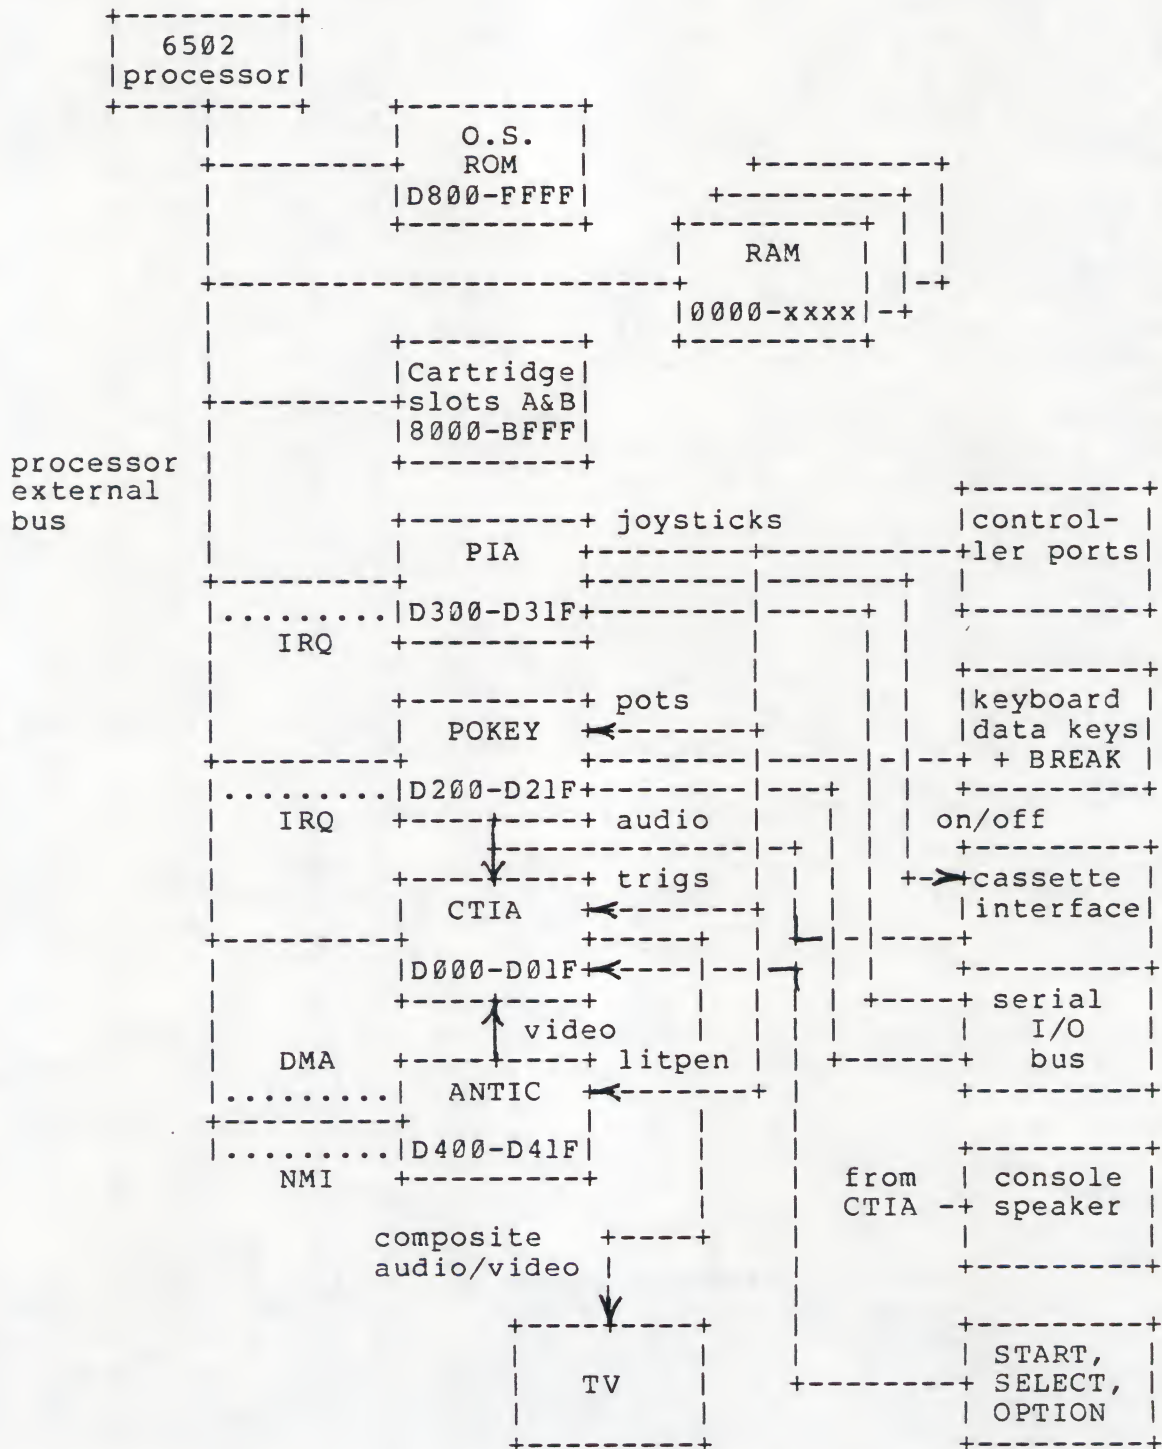 6502
processor
O.S.
ROM
D800-FFFF
RAM
0000-xxxx
Cartridge
slots A&B
8000-BFFF
processor
external
bus
joysticks
control-
ler ports
PIA
D300-D31F
IRQ
pots
keyboard
data keys
+ BREAK
POKEY
D200-D21F
IRQ
audio
on/off
trigs
cassette
interface
CTIA
D000-D01F
serial
I/O
bus
video
DMA
litpen
ANTIC
D400-D41F
NMI
from
CTIA
console
speaker
composite
audio/video
TV
START,
SELECT,
OPTION